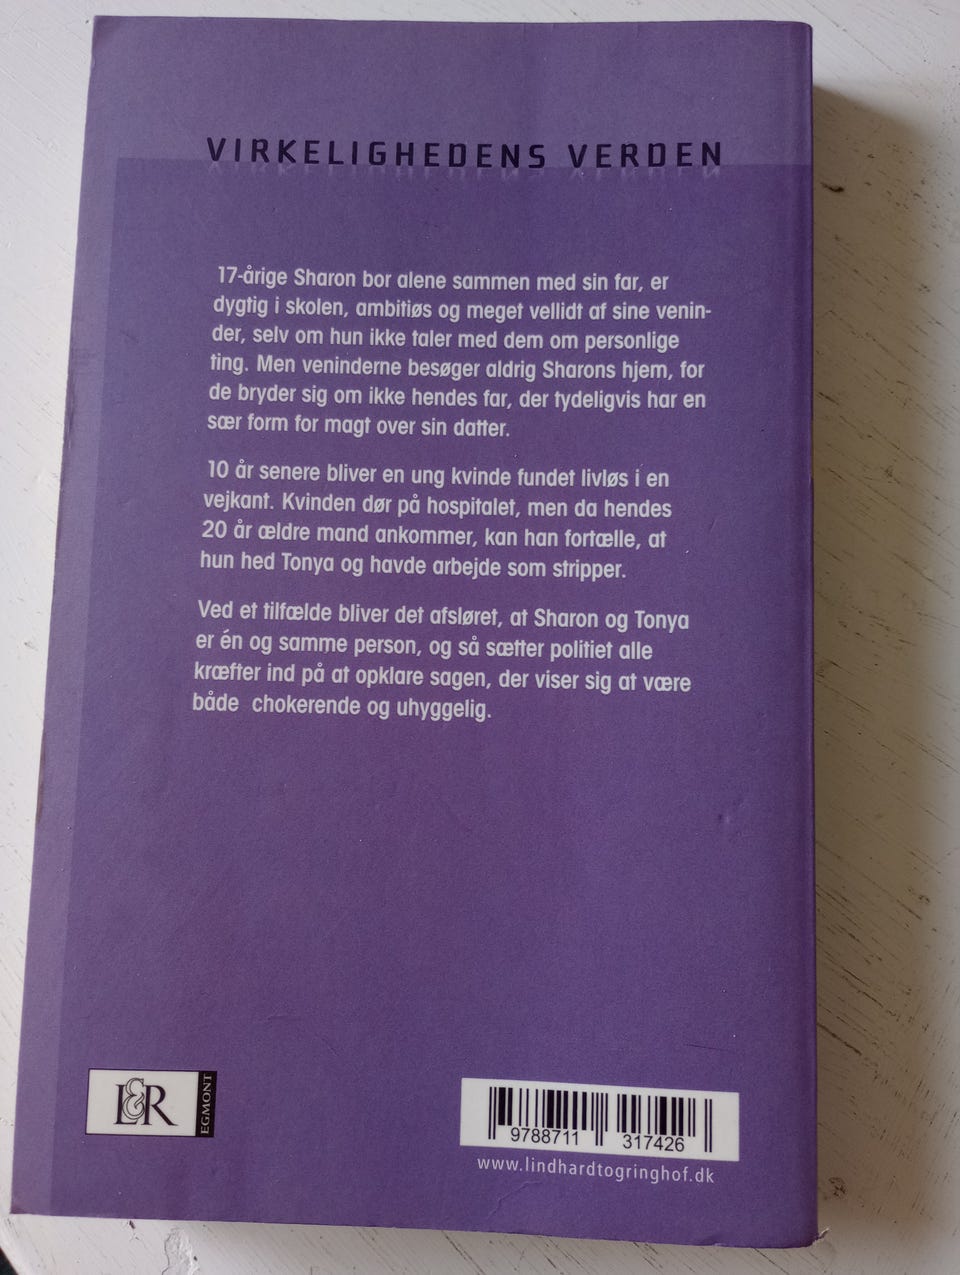 VIRKELIGHEDENS VERDEN
17-årige Sharon bor alene sammen med sin far, er
dygtig i skolen, ambitiøs og meget vellidt af sine venin-
der, selv om hun ikke taler med dem om personlige
ting. Men veninderne besøger aldrig Sharons hjem, for
de bryder sig om ikke hendes far, der tydeligvis har en
sær form for magt over sin datter.
10 år senere bliver en ung kvinde fundet livløs i en
vejkant. Kvinden dør på hospitalet, men da hendes
20 år ældre mand ankommer, kan han fortælle, at
hun hed Tonya og havde arbejde som stripper.
Ved et tilfælde bliver det afsløret, at Sharon og Tonya
er én og samme person, og så sætter politiet alle
kræfter ind på at opklare sagen, der viser sig at være
både chokerende og uhyggelig.
L&R
EGMONT
9788711 317426
www.lindhardtogringhof.dk